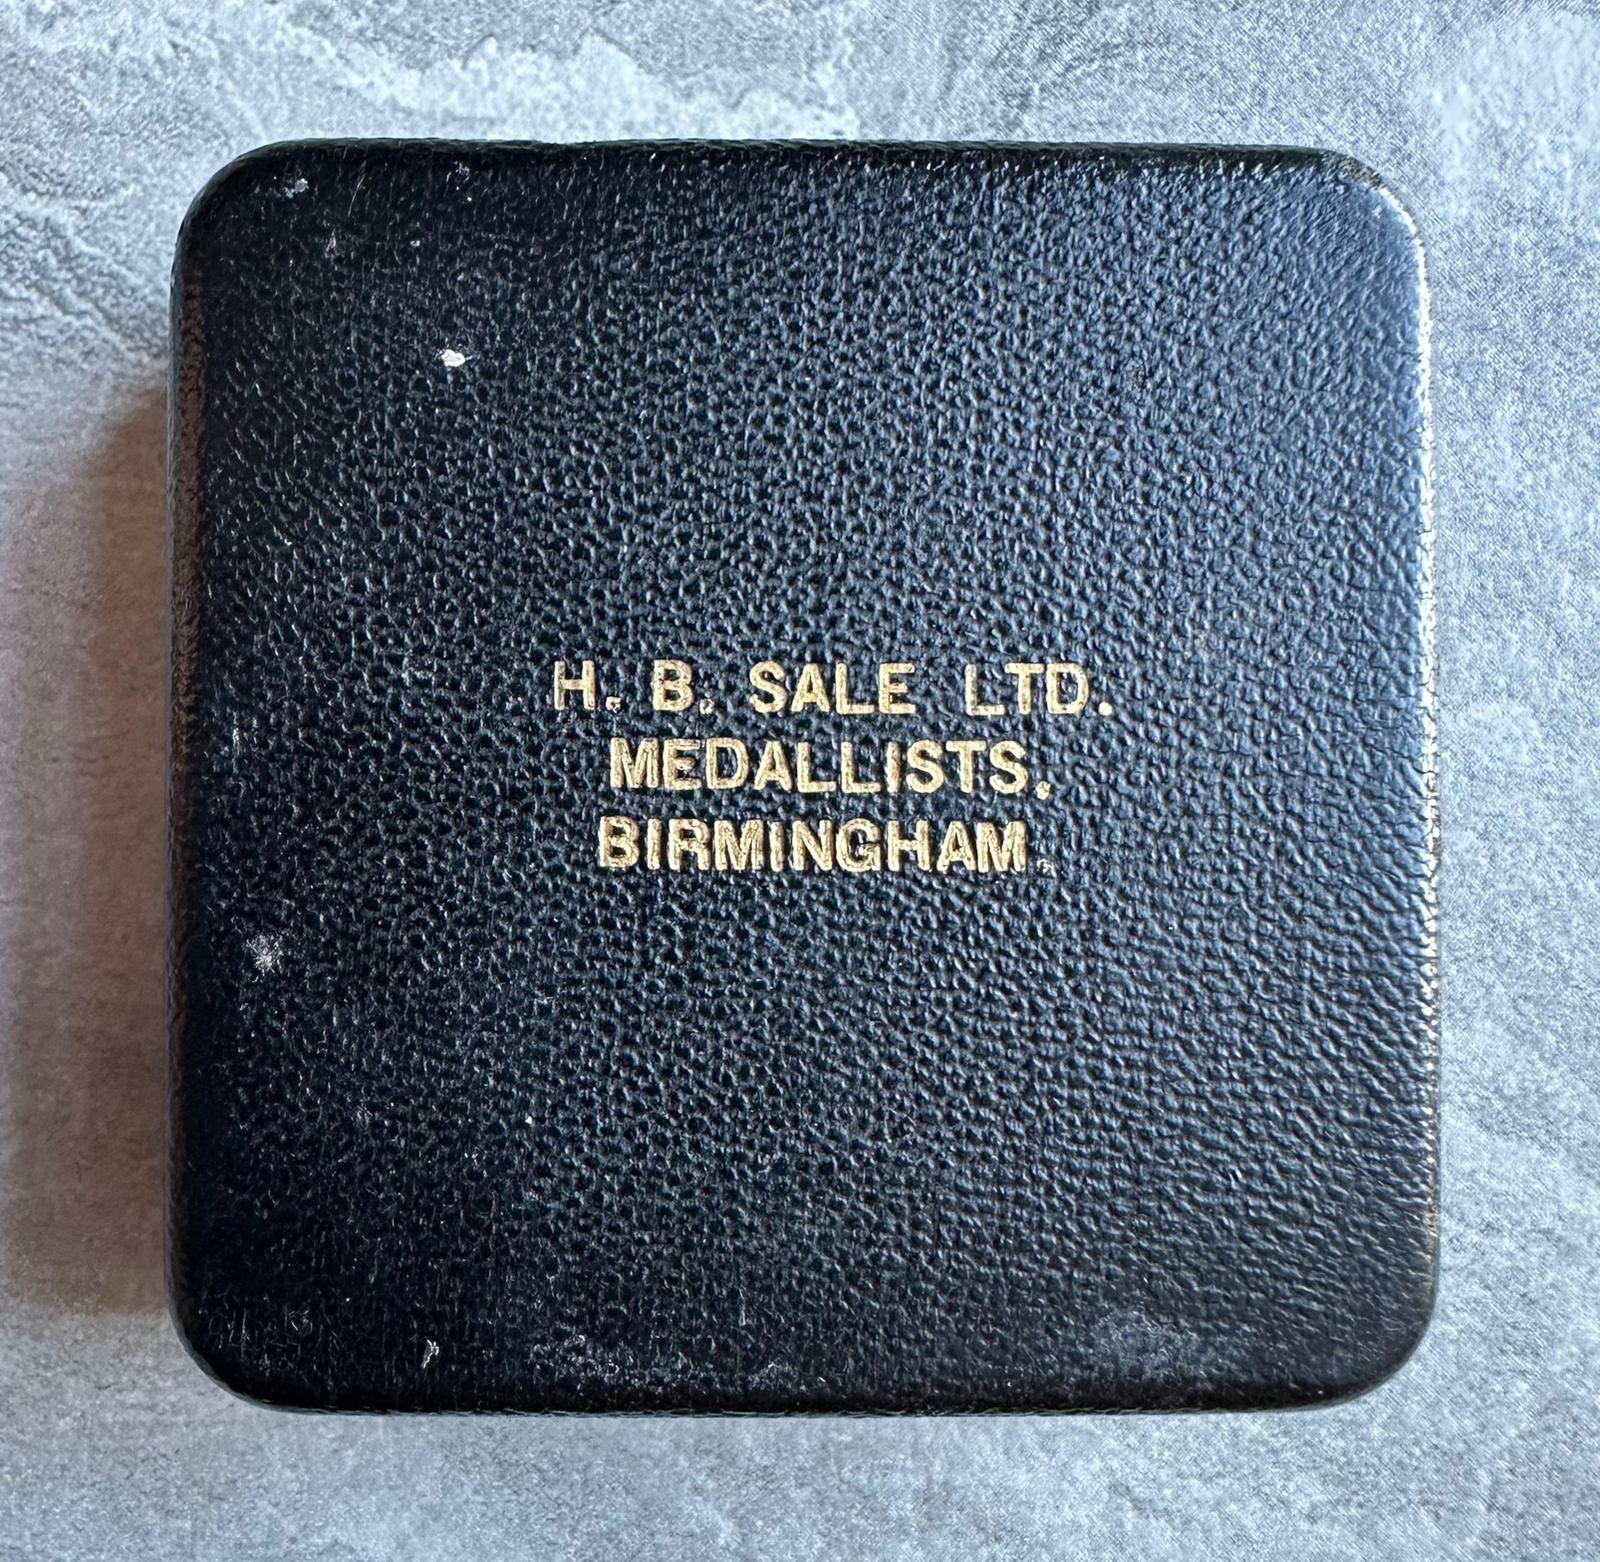 H. B. SALE LTD.
MEDALLISTS,
BIRMINGHAM.